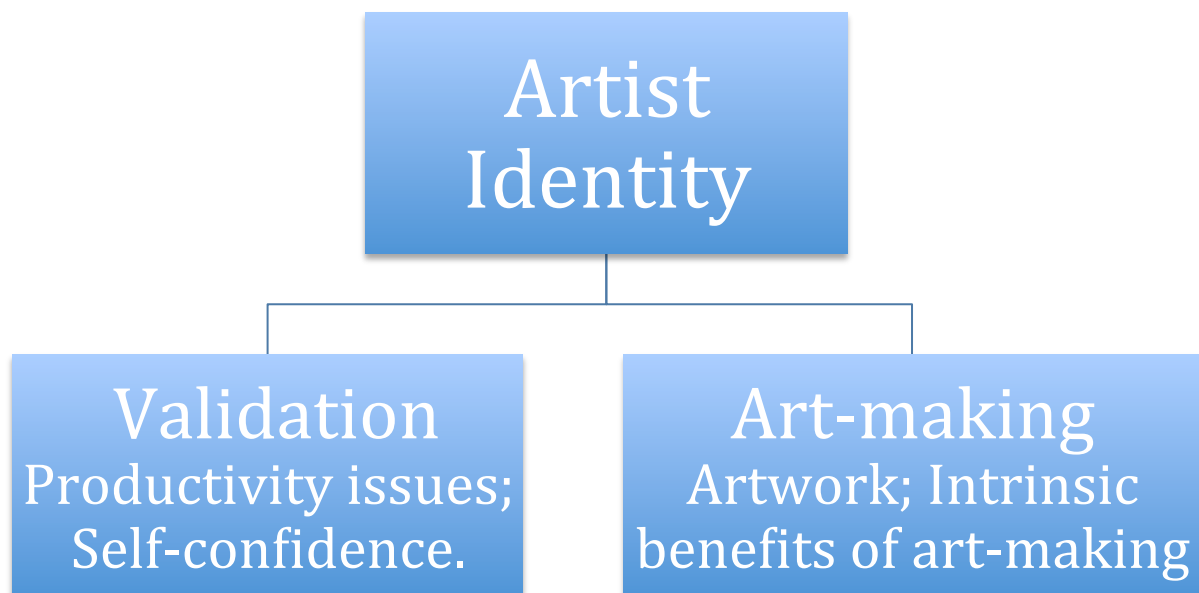 Artist
Identity
Validation
Productivity issues;
Self-confidence.
Art-making
Artwork; Intrinsic
benefits of art-making